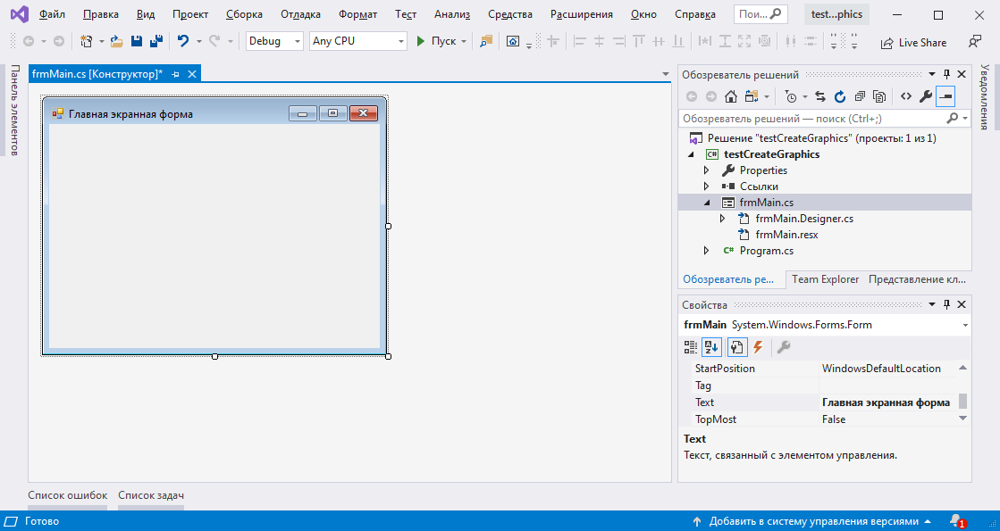 Файл Правка Вид Проект Сборка Отладка Формат Тест Анализ Средства Расширения Окно Справка Пои... test...phics
Debug Any CPU Пуск Live Share
Панель элементов
frmMain.cs [Конструктор]*
Главная экранная форма
Обозреватель решений
Обозреватель решений — поиск (Ctrl+;)
Решение "testCreateGraphics" (проекты: 1 из 1)
C# testCreateGraphics
Properties
Ссылки
frmMain.cs
frmMain.Designer.cs
frmMain.resx
C# Program.cs
Обозреватель ре... Team Explorer Представление кл...
Уведомления
Свойства
frmMain System.Windows.Forms.Form
StartPosition WindowsDefaultLocation
Tag
Text Главная экранная форма
TopMost False
Text
Текст, связанный с элементом управления.
Список ошибок Список задач
Готово Добавить в систему управления версиями 1